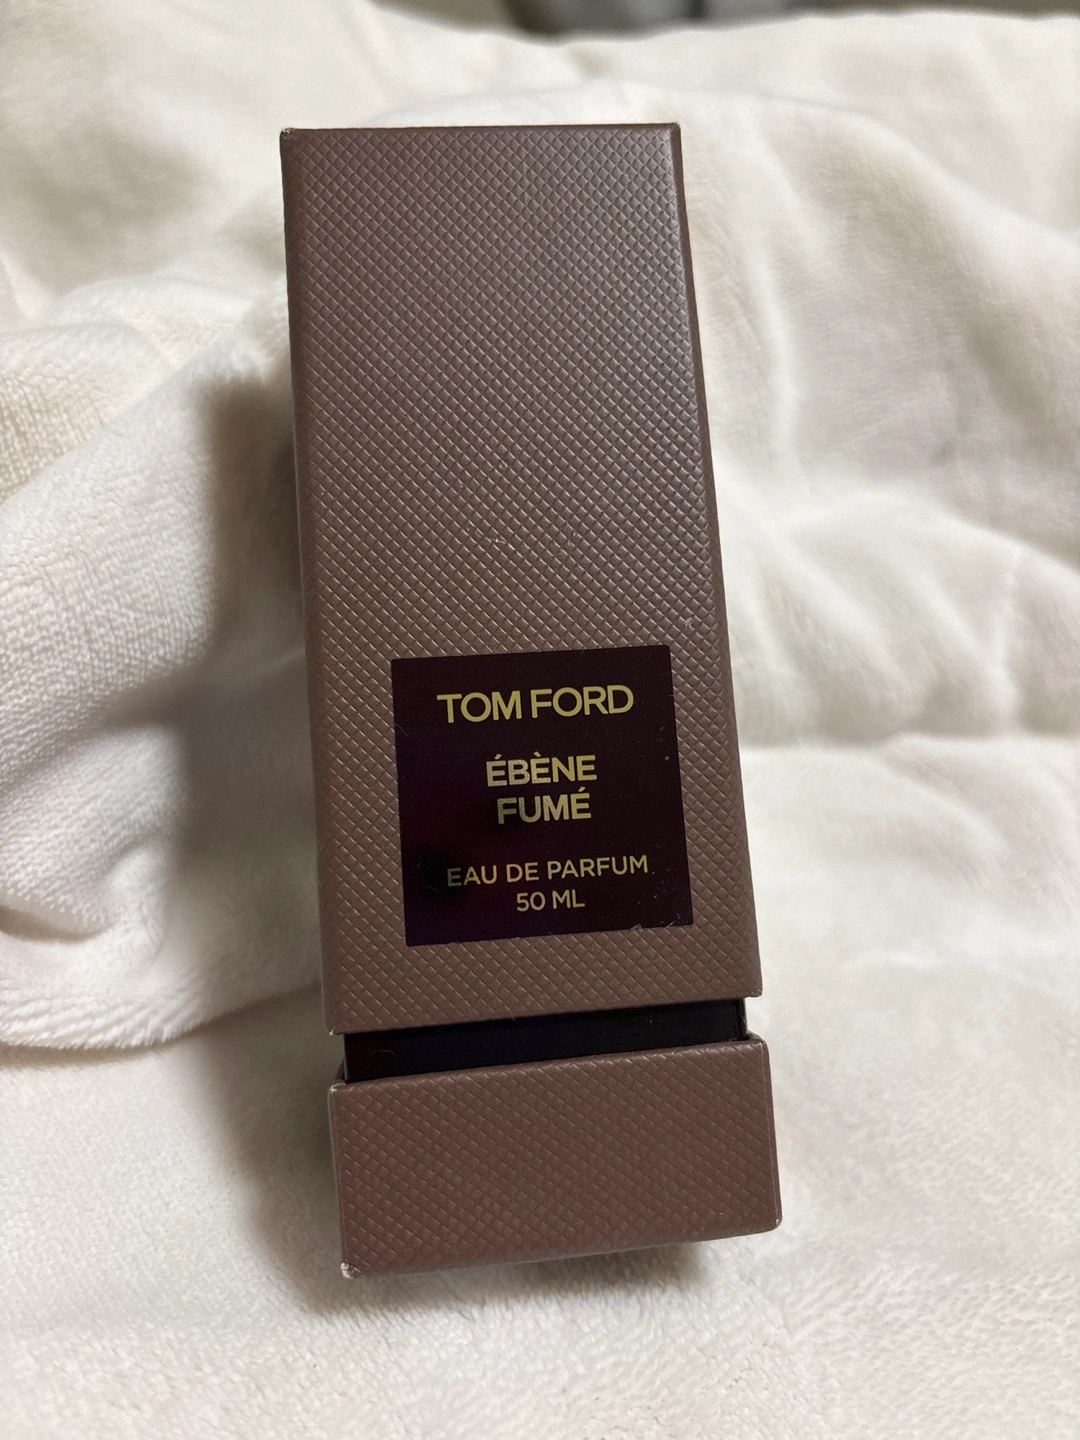 TOM FORD
ÉBÈNE
FUMÉ
EAU DE PARFUM
50 ML